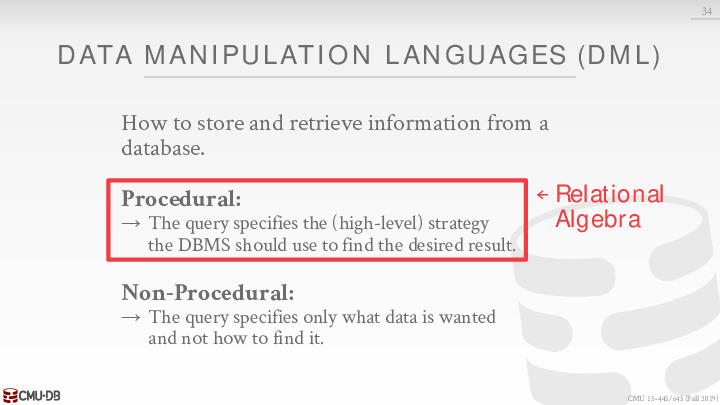 34
DATA MANIPULATION LANGUAGES (DML)
How to store and retrieve information from a
database.
Procedural:
→ The query specifies the (high-level) strategy
the DBMS should use to find the desired result.
← Relational
Algebra
Non-Procedural:
→ The query specifies only what data is wanted
and not how to find it.
CMU·DB
CMU 15-445/645 (Fall 2019)